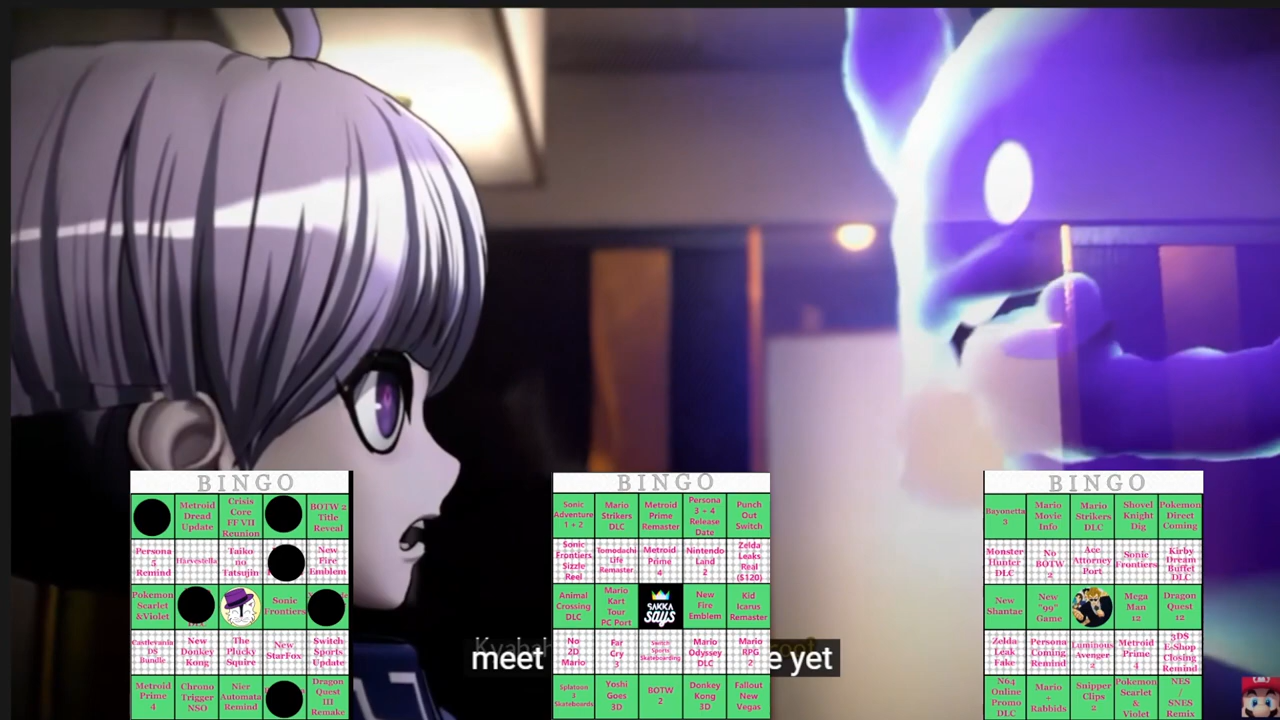 BINGO
Metroid
Dread
Update
Crisis
Core
FF VII
Reunion
BOTW 2
Title
Reveal
Persona
5
Remind
Harvestella
Taiko
no
Tatsujin
New
Fire
Emblem
Pokemon
Scarlet
&Violet
DLC
Sonic
Frontiers
Castlevania
DS
Bundle
New
Donkey
Kong
The
Plucky
Squire
New
StarFox
Switch
Sports
Update
Metroid
Prime
4
Chrono
Trigger
NSO
Nier
Automata
Remind
Dragon
Quest
III
Remake
BINGO
Sonic
Adventure
1 + 2
Mario
Strikers
DLC
Metroid
Prime
Remaster
Persona
3 + 4
Release
Date
Punch
Out
Switch
Sonic
Frontiers
Sizzle
Reel
Tomodachi
Life
Remaster
Metroid
Prime
4
Nintendo
Land
2
Zelda
Leaks
Real
($120)
Animal
Crossing
DLC
Mario
Kart
Tour
PC Port
SAKKA
says
New
Fire
Emblem
Kid
Icarus
Remaster
No
2D
Mario
Far
Cry
3
Switch
Sports
Skateboarding
Mario
Odyssey
DLC
Mario
RPG
2
Splatoon
3
Skateboards
Yoshi
Goes
3D
BOTW
2
Donkey
Kong
3D
Fallout
New
Vegas
BINGO
Bayonetta
3
Mario
Movie
Info
Mario
Strikers
DLC
Shovel
Knight
Dig
Pokemon
Direct
Coming
Monster
Hunter
DLC
No
BOTW
2
Ace
Attorney
Port
Sonic
Frontiers
Kirby
Dream
Buffet
DLC
New
Shantae
New
"99"
Game
Mega
Man
12
Dragon
Quest
12
Zelda
Leak
Fake
Persona
Coming
Remind
Luminous
Avenger
2
Metroid
Prime
4
3DS
E-Shop
Closing
Remind
N64
Online
Promo
DLC
Mario
+
Rabbids
Snipper
Clips
2
Pokemon
Scarlet
&
Violet
NES
/
SNES
Remix
meet
e yet